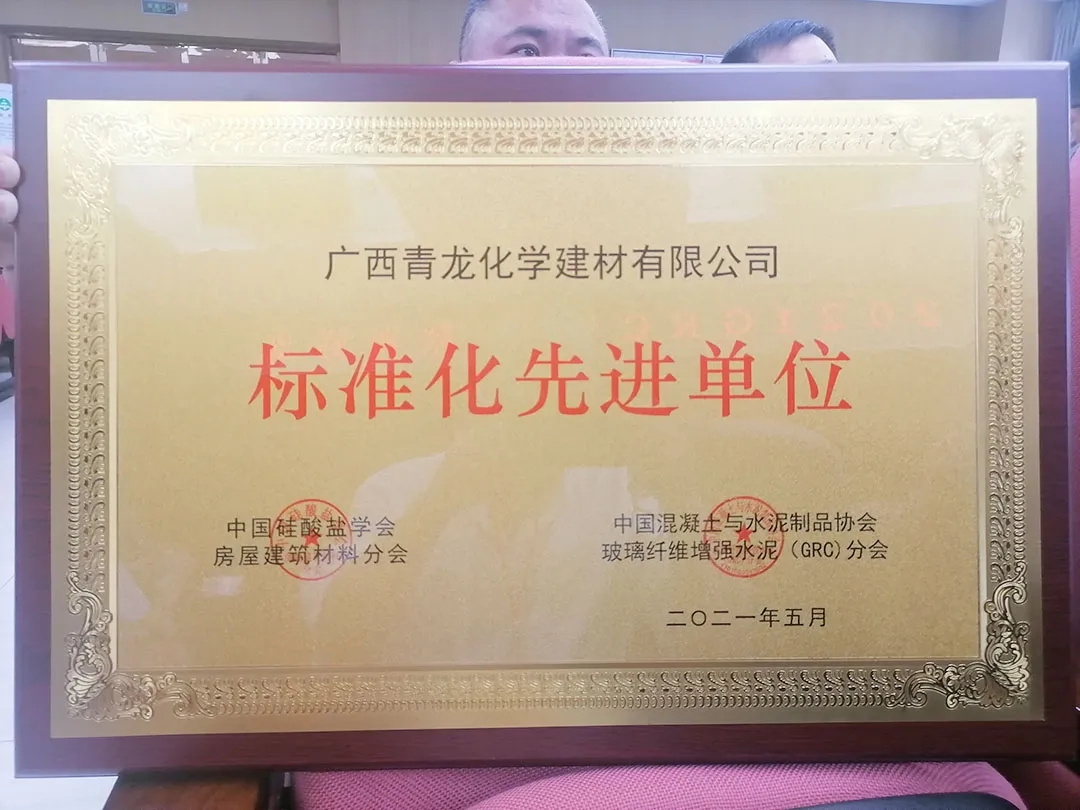 广西青龙化学建材有限公司
标准化先进单位
中国硅酸盐学会
房屋建筑材料分会
中国混凝土与水泥制品协会
玻璃纤维增强水泥（GRC）分会
二〇二一年五月